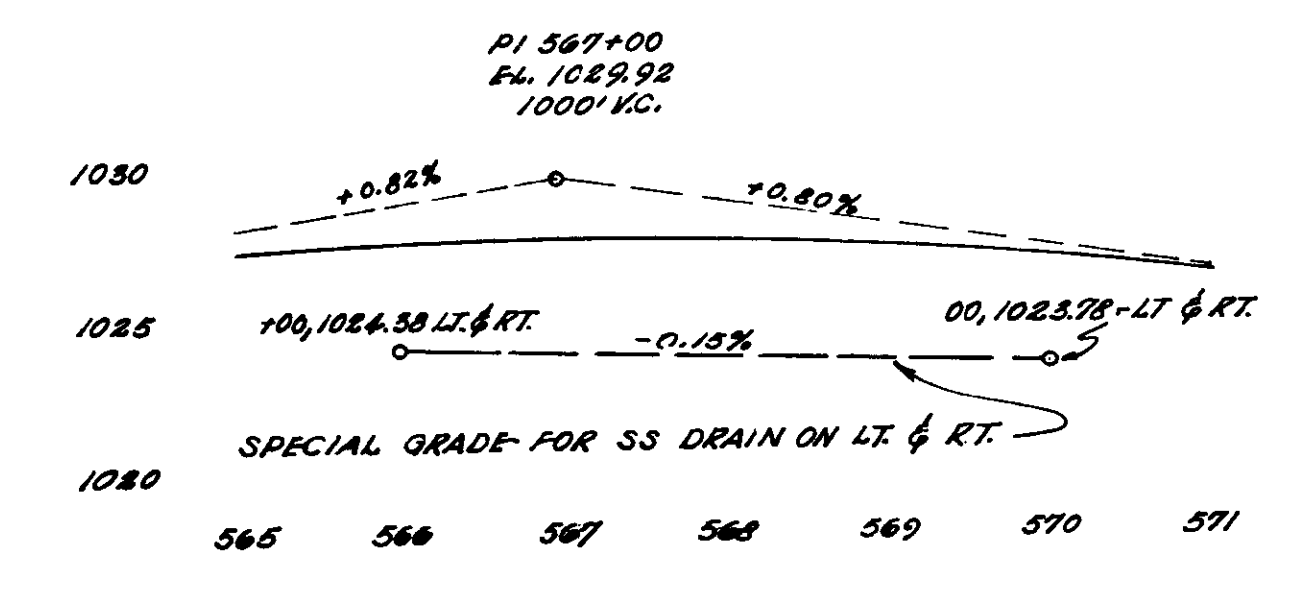 PI 567+00
EL. 1029.92
1000' V.C.
1030
+0.82%
+0.80%
1025
+00, 1024.38 LT. & RT.
-0.15%
00, 1023.78 - LT & RT.
SPECIAL GRADE FOR SS DRAIN ON LT. & RT.
1020
565 566 567 568 569 570 571